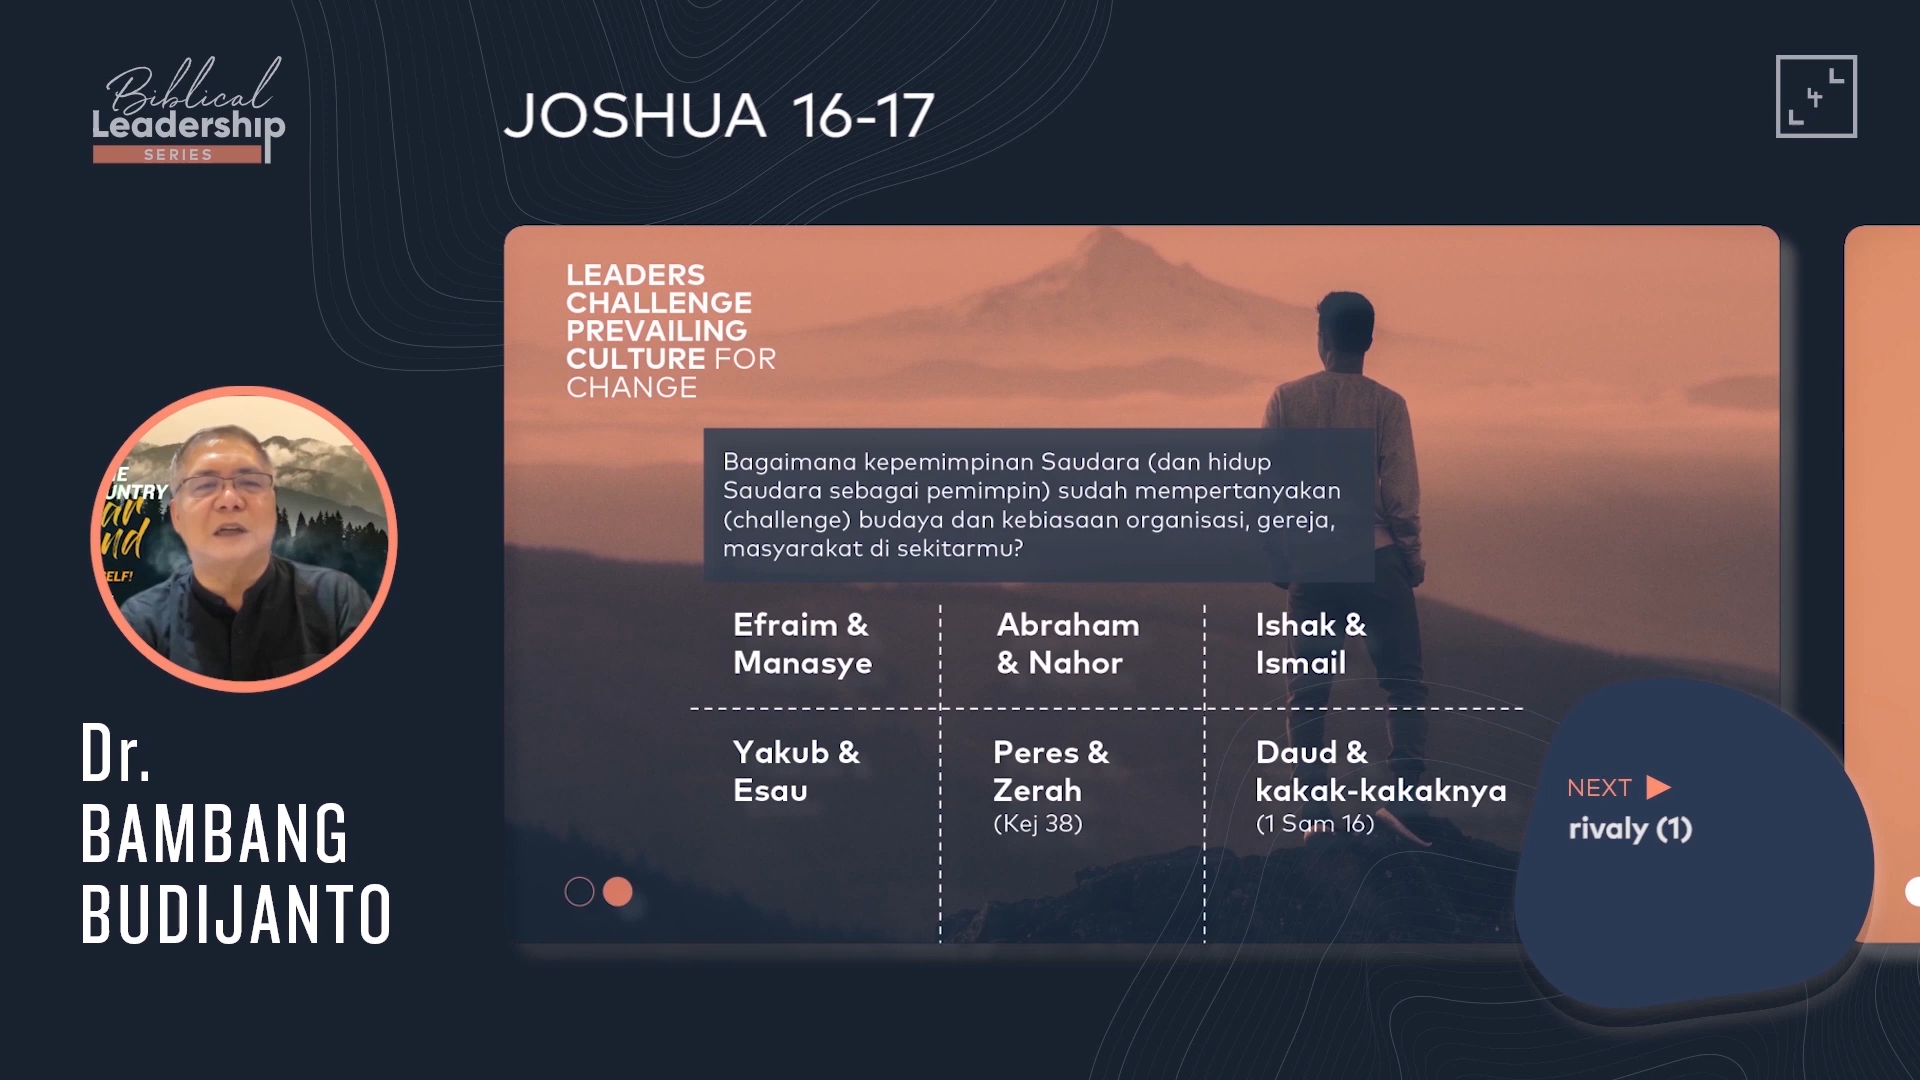 Biblical
Leadership
SERIES
JOSHUA 16-17
LEADERS
CHALLENGE
PREVAILING
CULTURE FOR
CHANGE
Bagaimana kepemimpinan Saudara (dan hidup
Saudara sebagai pemimpin) sudah mempertanyakan
(challenge) budaya dan kebiasaan organisasi, gereja,
masyarakat di sekitarmu?
Efraim &
Manasye
Abraham
& Nahor
Ishak &
Ismail
Yakub &
Esau
Peres &
Zerah
(Kej 38)
Daud &
kakak-kakaknya
(1 Sam 16)
NEXT
rivaly (1)
Dr.
BAMBANG
BUDIJANTO